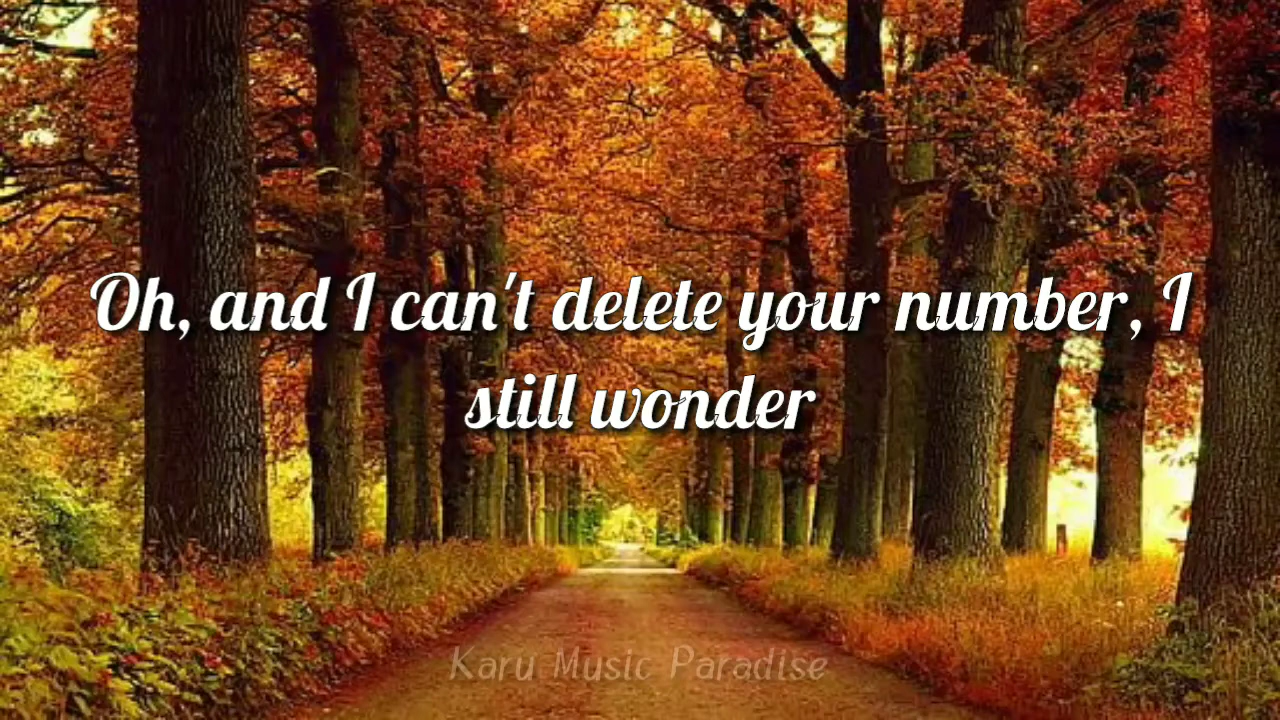 Oh, and I can't delete your number, I
still wonder
Karu Music Paradise